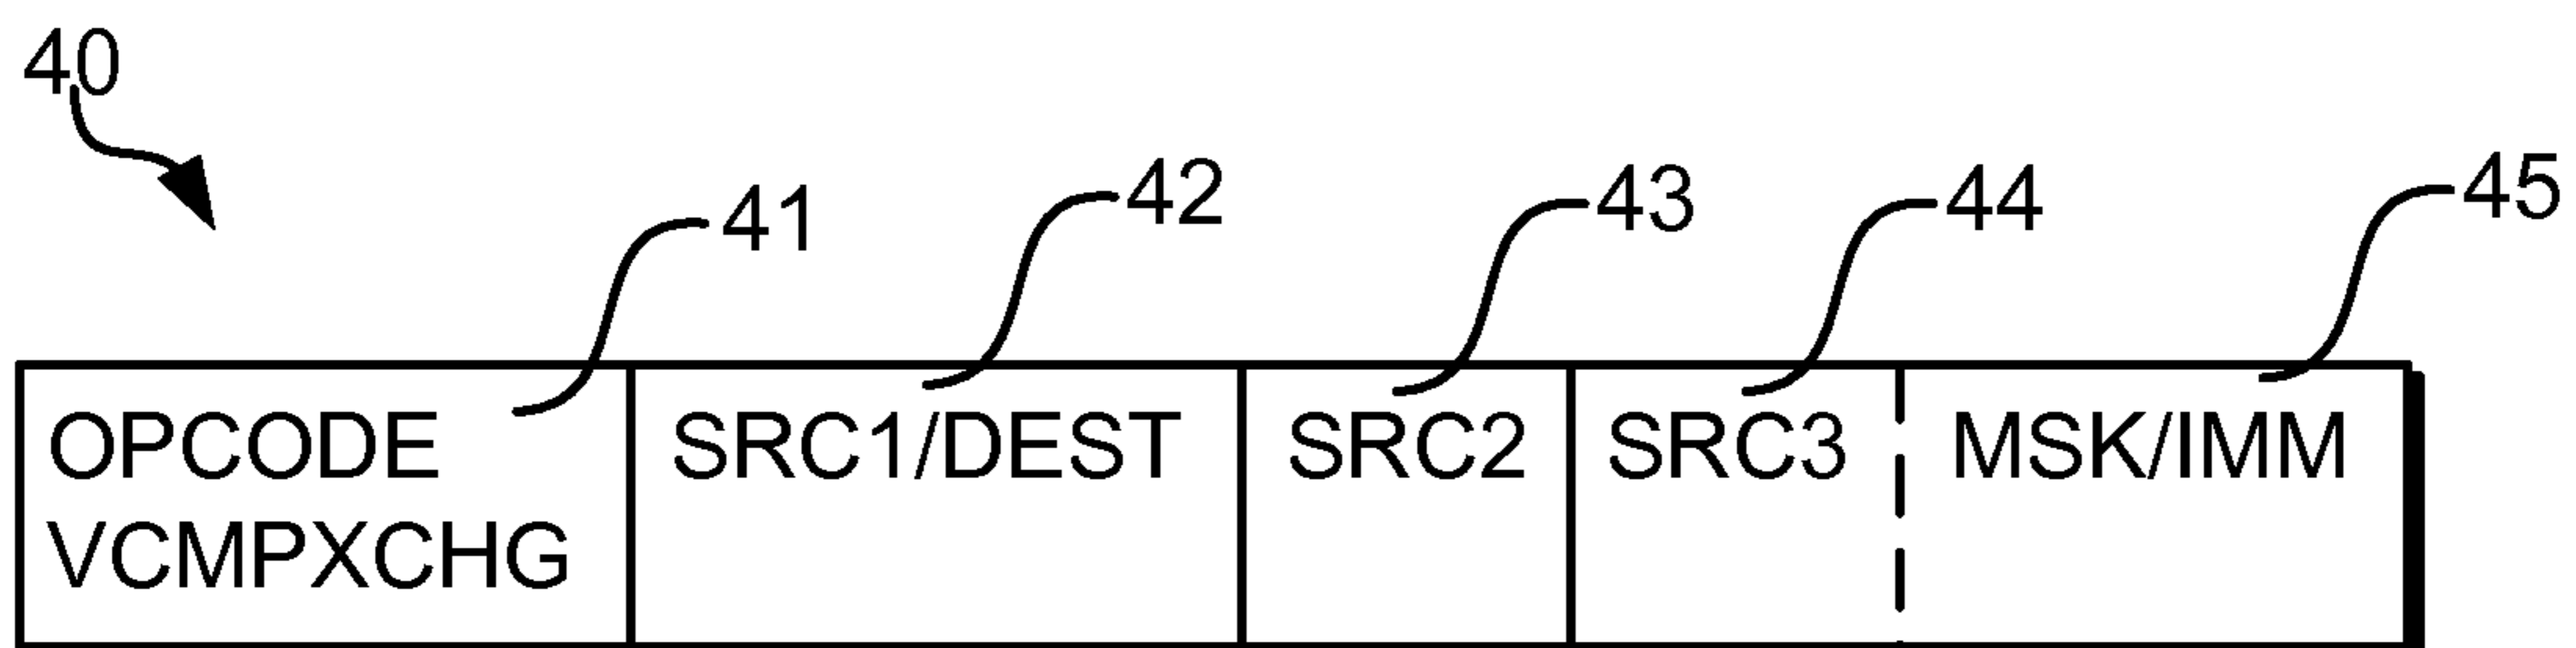 40
41
42
43
44
45
OPCODE
VCMPXCHG
SRC1/DEST
SRC2
SRC3
MSK/IMM